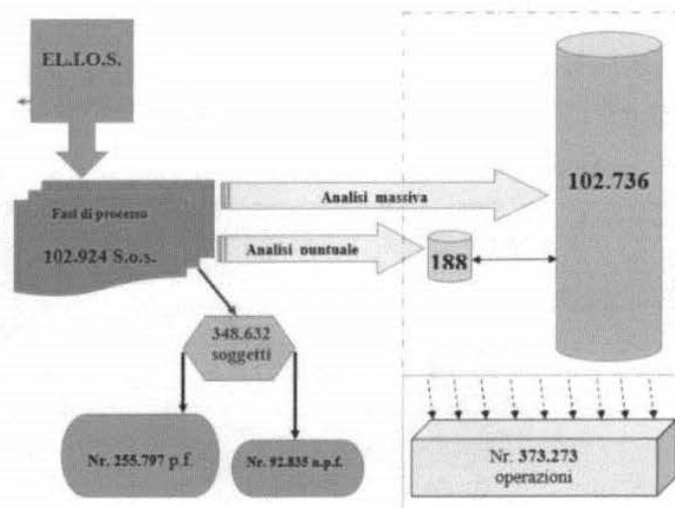 EL.I.O.S.
Fasi di processo
102.924 S.o.s.
Analisi massiva
Analisi puntuale
102.736
188
348.632
soggetti
Nr. 255.797 p.f.
Nr. 92.835 n.p.f.
Nr. 373.273
operazioni